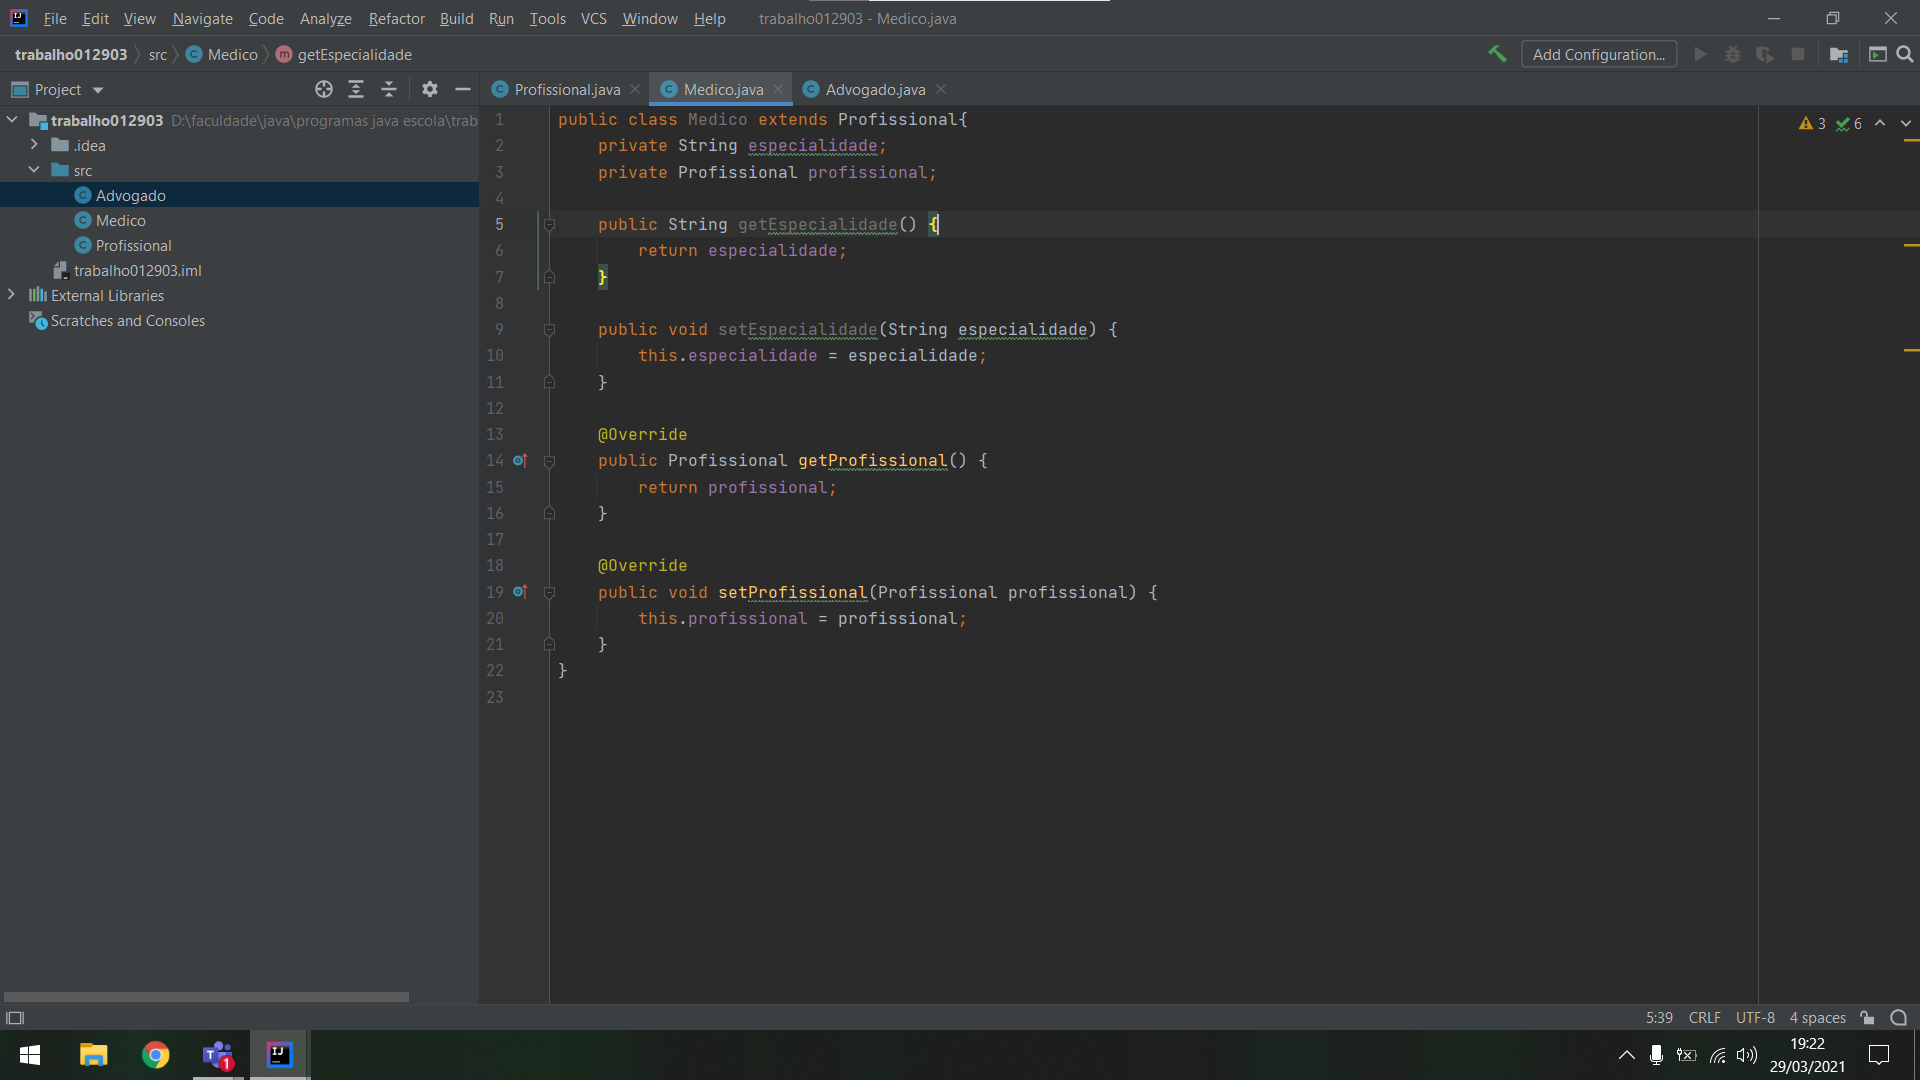 File Edit View Navigate Code Analyze Refactor Build Run Tools VCS Window Help trabalho012903 - Medico.java
trabalho012903 src Medico getEspecialidade Add Configuration...
Project
Profissional.java Medico.java Advogado.java
trabalho012903 D:\faculdade\java\programas java escola\trab
.idea
src
Advogado
Medico
Profissional
trabalho012903.iml
External Libraries
Scratches and Consoles
3 6
1 public class Medico extends Profissional{
2 private String especialidade;
3 private Profissional profissional;
4
5 public String getEspecialidade() {
6 return especialidade;
7 }
8
9 public void setEspecialidade(String especialidade) {
10 this.especialidade = especialidade;
11 }
12
13 @Override
14 public Profissional getProfissional() {
15 return profissional;
16 }
17
18 @Override
19 public void setProfissional(Profissional profissional) {
20 this.profissional = profissional;
21 }
22 }
23
5:39 CRLF UTF-8 4 spaces
19:22
29/03/2021
1